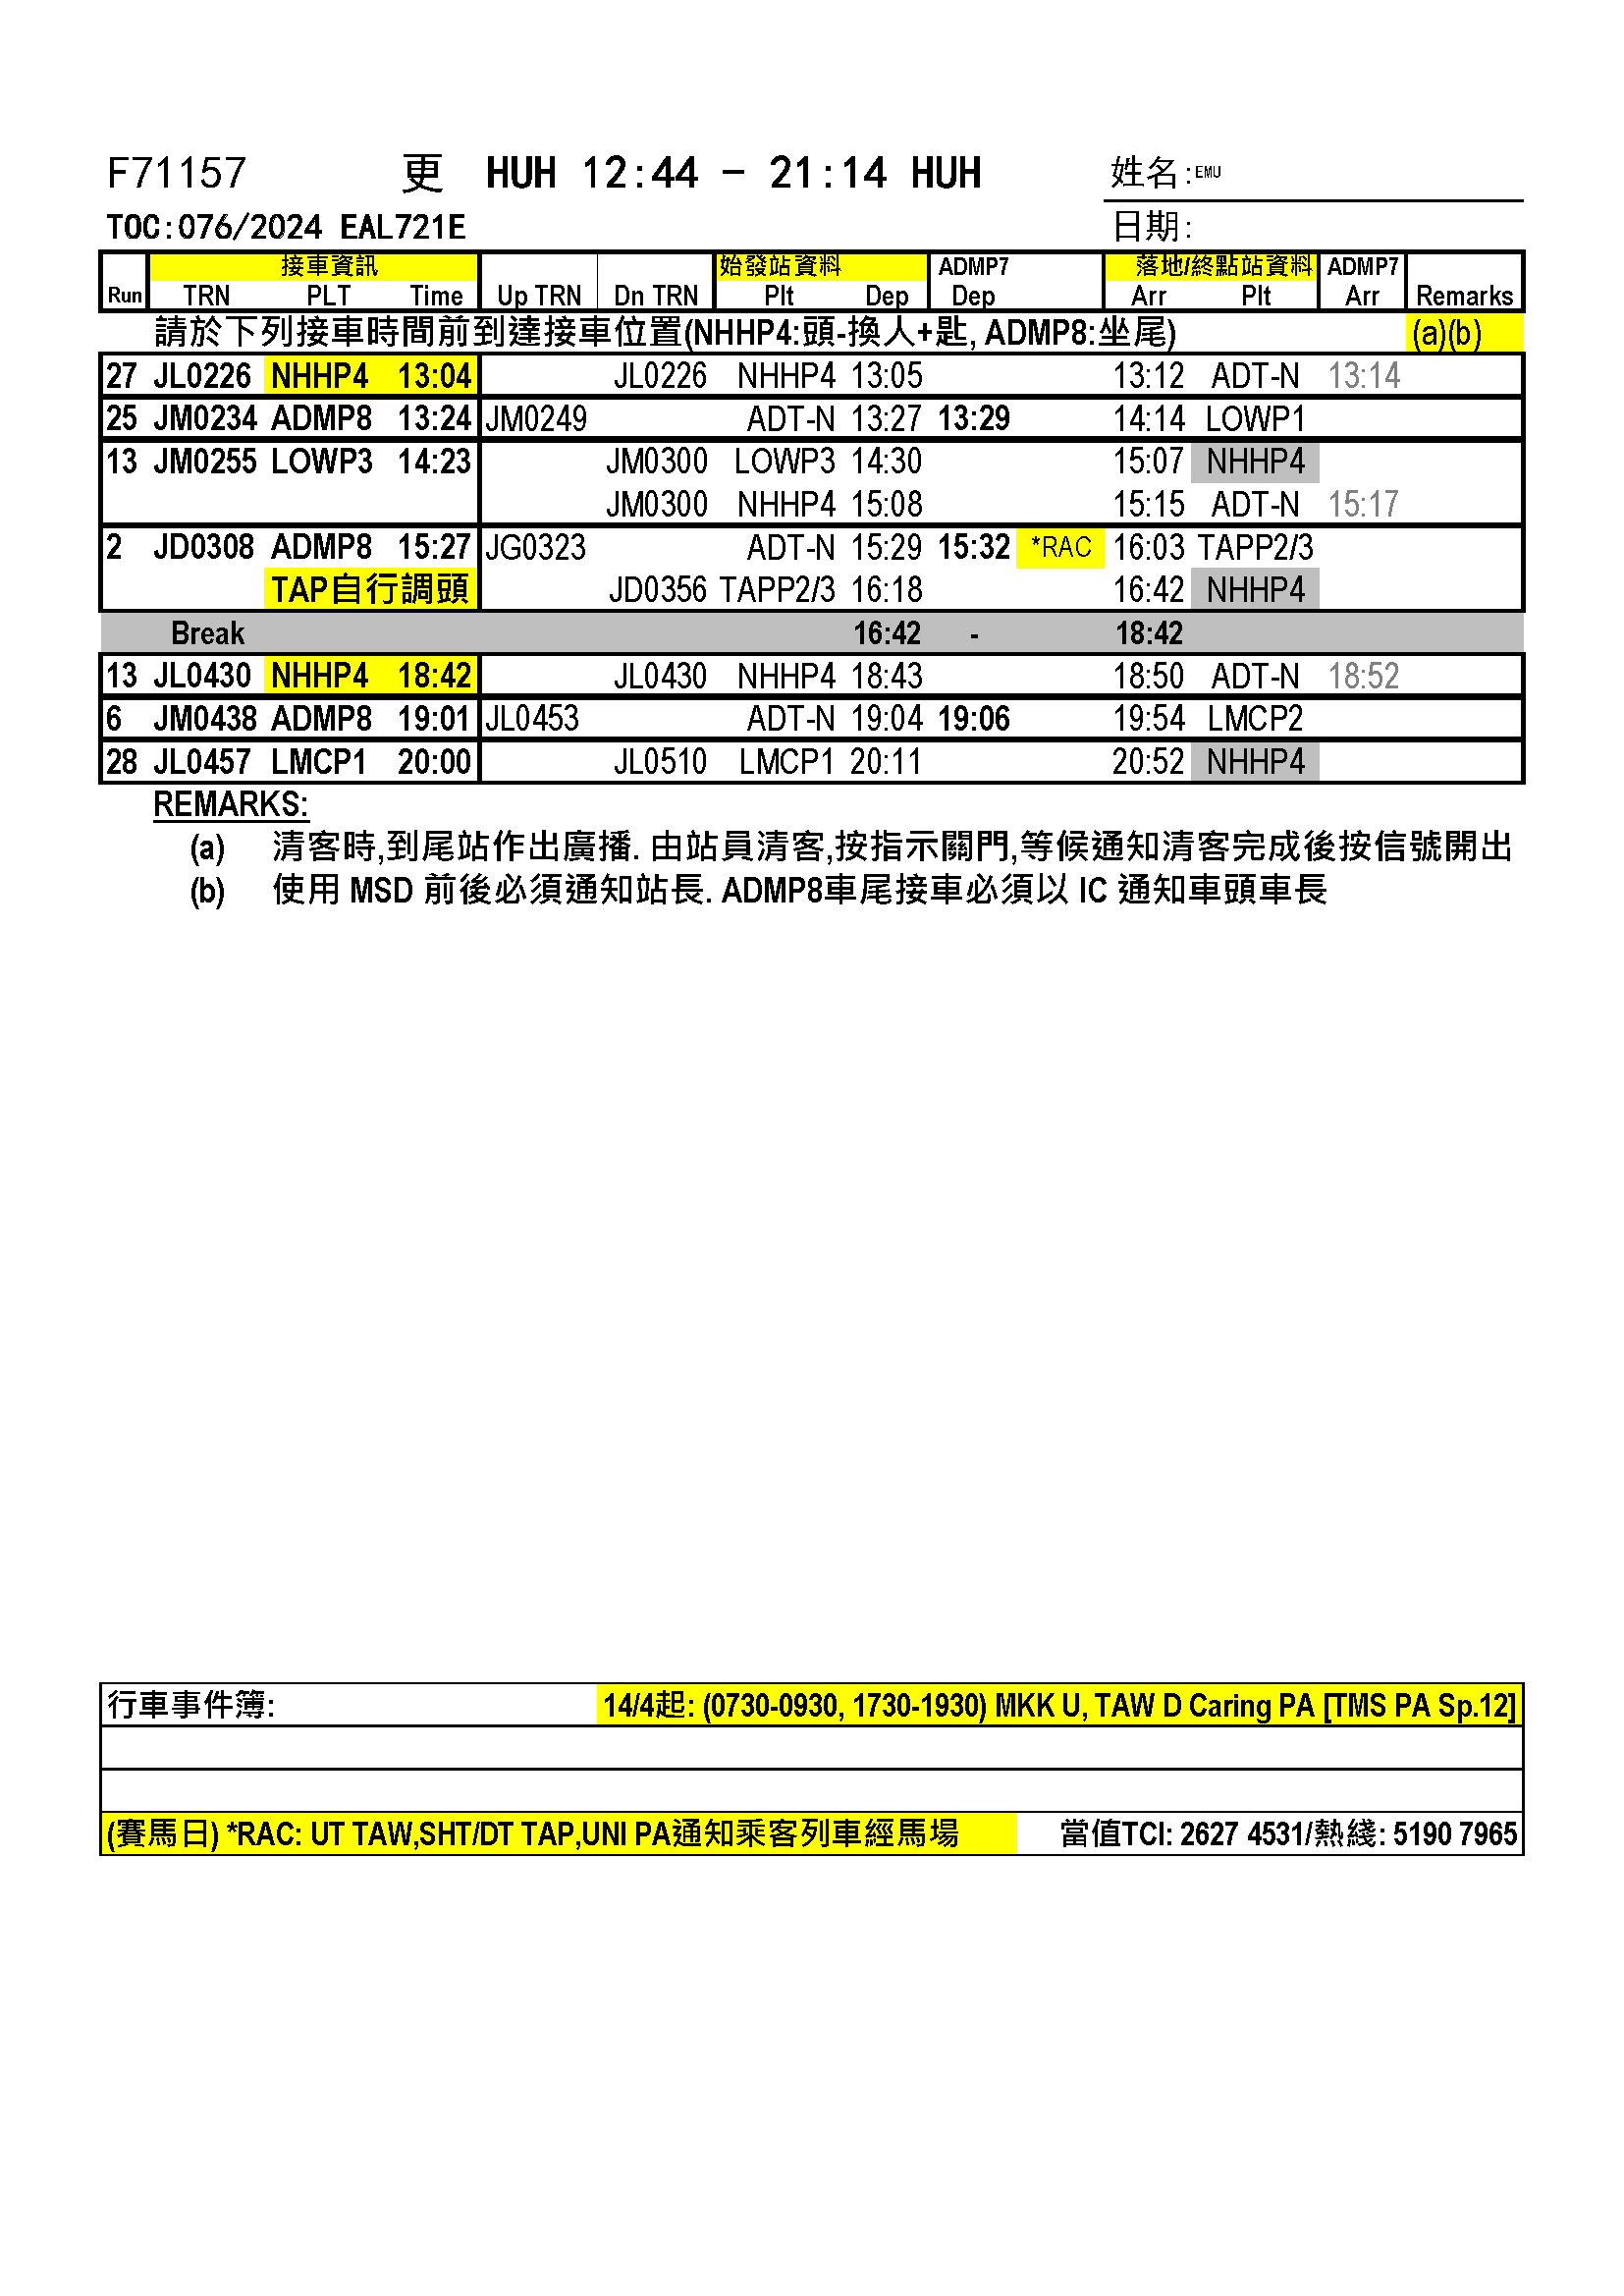 F71157 更 HUH 12:44 - 21:14 HUH 姓名:EMU
TOC:076/2024 EAL721E 日期:
接車資訊 始發站資料 ADMP7 落地/終點站資料 ADMP7
Run TRN PLT Time Up TRN Dn TRN Plt Dep Dep Arr Plt Arr Remarks
請於下列接車時間前到達接車位置(NHHP4:頭-換人+匙, ADMP8:坐尾) (a)(b)
27 JL0226 NHHP4 13:04 JL0226 NHHP4 13:05 13:12 ADT-N 13:14
25 JM0234 ADMP8 13:24 JM0249 ADT-N 13:27 13:29 14:14 LOWP1
13 JM0255 LOWP3 14:23 JM0300 LOWP3 14:30 15:07 NHHP4
JM0300 NHHP4 15:08 15:15 ADT-N 15:17
2 JD0308 ADMP8 15:27 JG0323 ADT-N 15:29 15:32 *RAC 16:03 TAPP2/3
TAP自行調頭 JD0356 TAPP2/3 16:18 16:42 NHHP4
Break 16:42 - 18:42
13 JL0430 NHHP4 18:42 JL0430 NHHP4 18:43 18:50 ADT-N 18:52
6 JM0438 ADMP8 19:01 JL0453 ADT-N 19:04 19:06 19:54 LMCP2
28 JL0457 LMCP1 20:00 JL0510 LMCP1 20:11 20:52 NHHP4
REMARKS:
(a) 清客時,到尾站作出廣播. 由站員清客,按指示關門,等候通知清客完成後按信號開出
(b) 使用 MSD 前後必須通知站長. ADMP8車尾接車必須以 IC 通知車頭車長
行車事件簿: 14/4起: (0730-0930, 1730-1930) MKK U, TAW D Caring PA [TMS PA Sp.12]
(賽馬日) *RAC: UT TAW,SHT/DT TAP,UNI PA通知乘客列車經馬場 當值TCI: 2627 4531/熱綫: 5190 7965